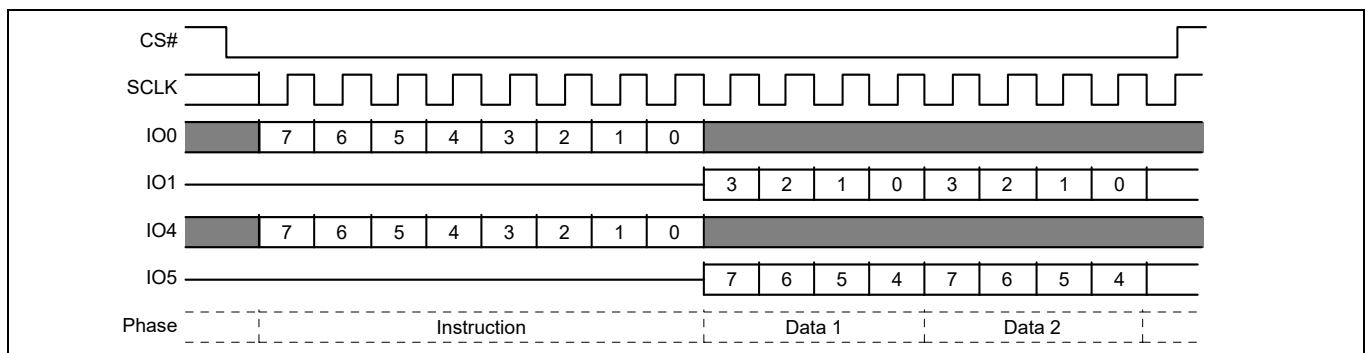 CS#
SCLK
IO0 7 6 5 4 3 2 1 0
IO1 3 2 1 0 3 2 1 0
IO4 7 6 5 4 3 2 1 0
IO5 7 6 5 4 7 6 5 4
Phase Instruction Data 1 Data 2